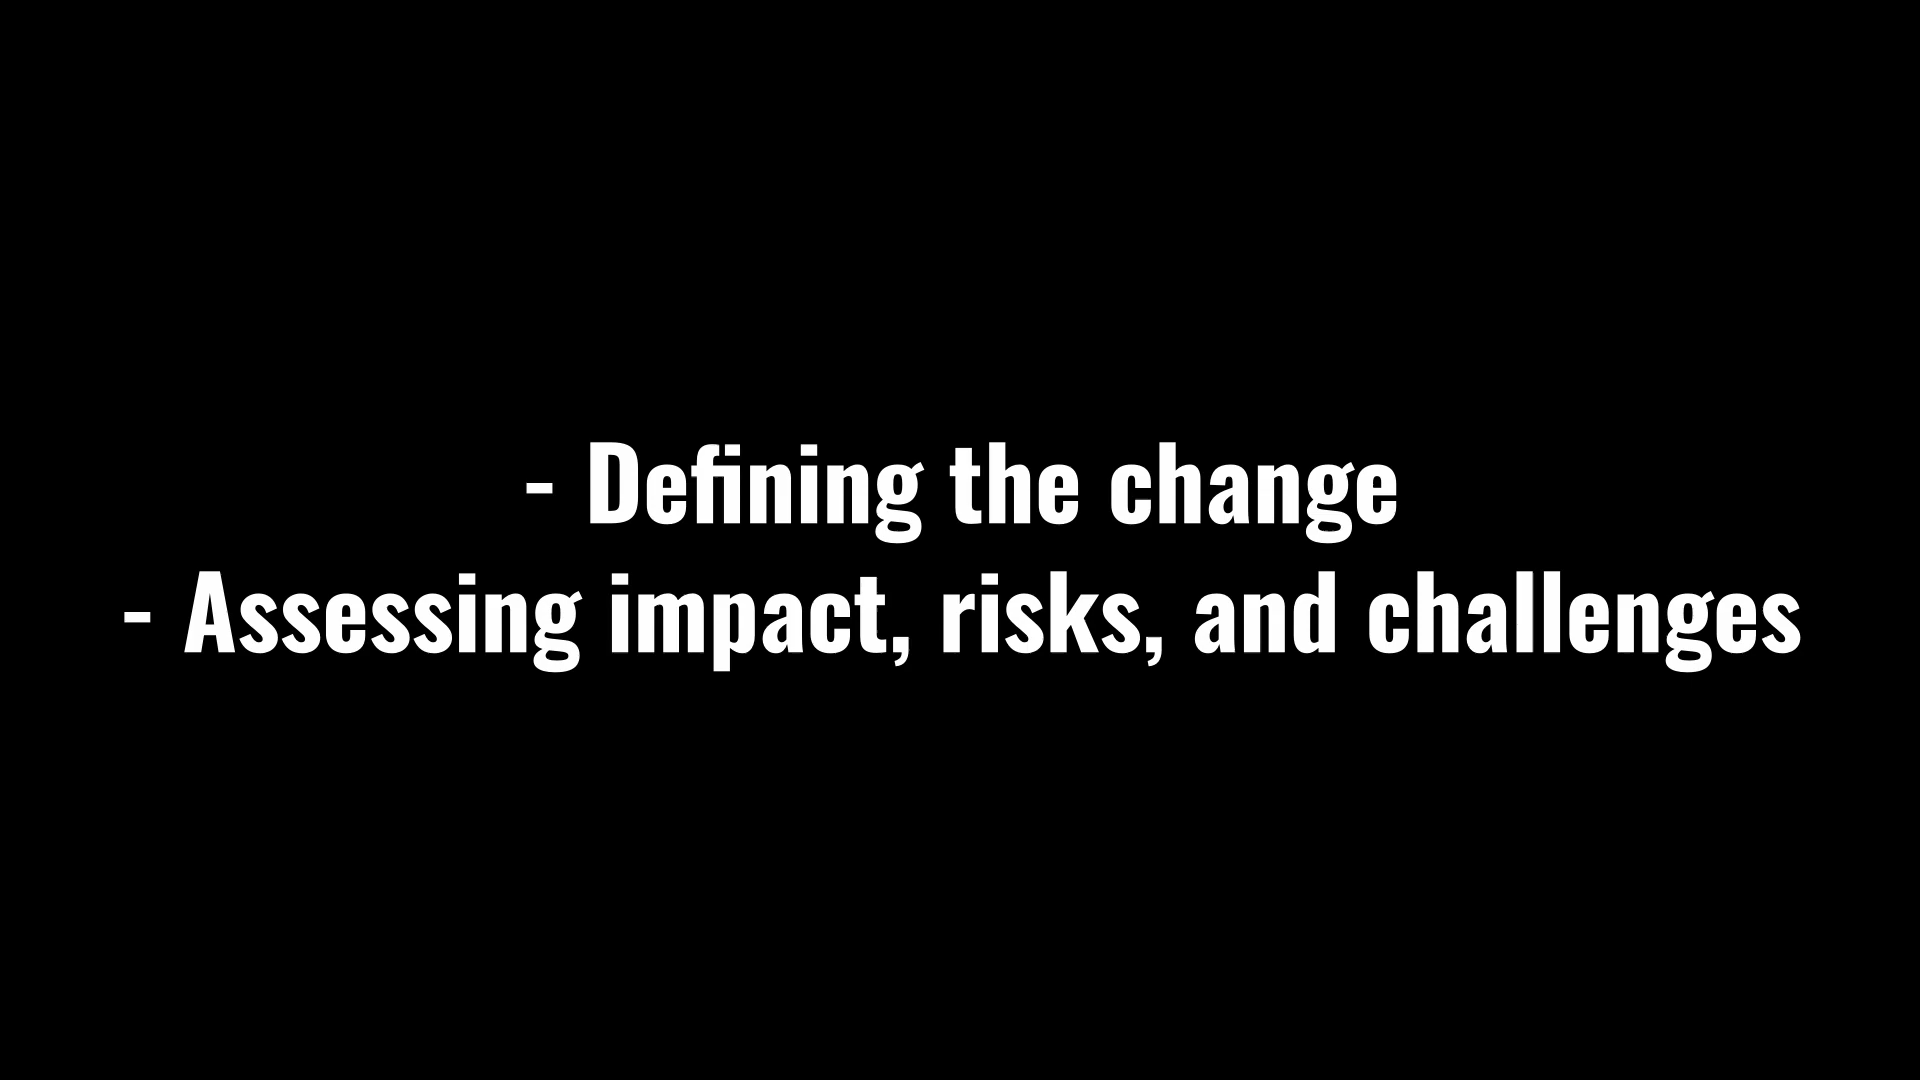 - Defining the change
- Assessing impact, risks, and challenges